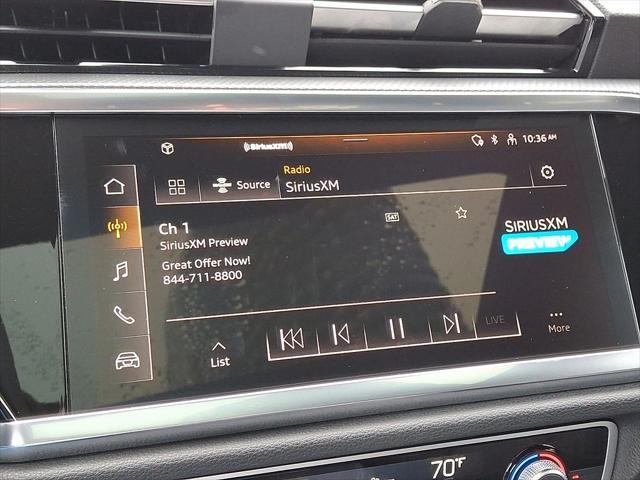 ((SiriusXM))
10:36 AM
Radio
Source
SiriusXM
Ch 1
SAT
SiriusXM Preview
Great Offer Now!
844-711-8800
SIRIUSXM
PREVIEW
LIVE
List
More
70°F